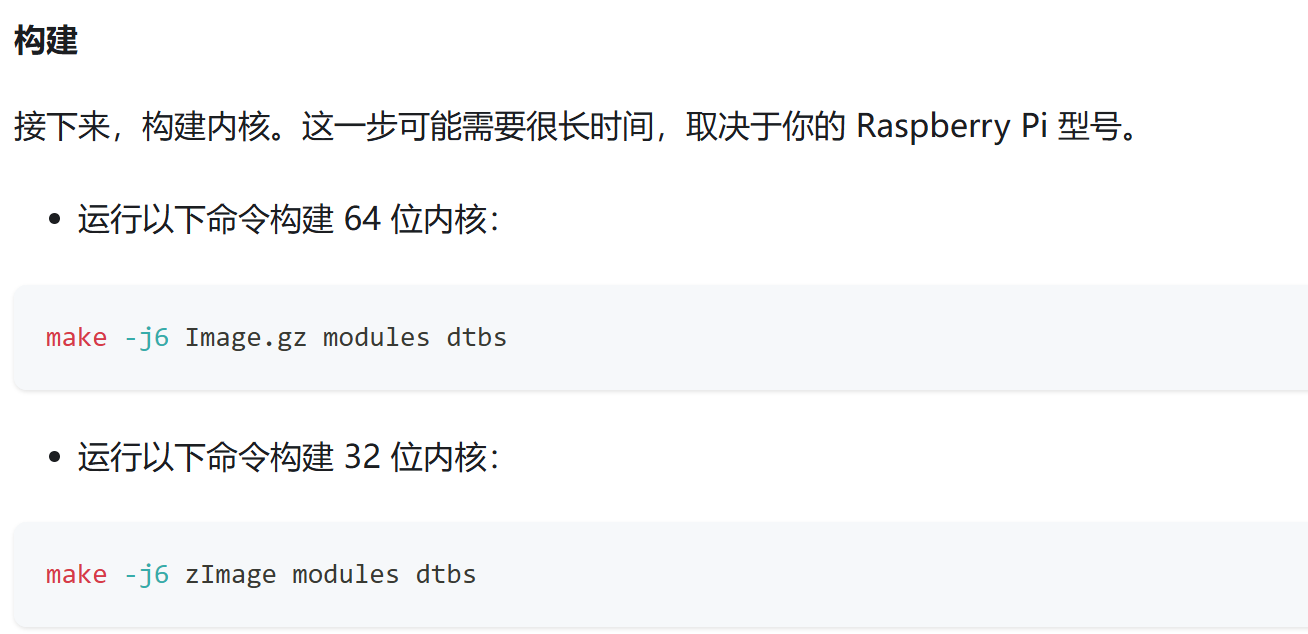 构建
接下来，构建内核。这一步可能需要很长时间，取决于你的 Raspberry Pi 型号。
• 运行以下命令构建 64 位内核：
make -j6 Image.gz modules dtbs
• 运行以下命令构建 32 位内核：
make -j6 zImage modules dtbs